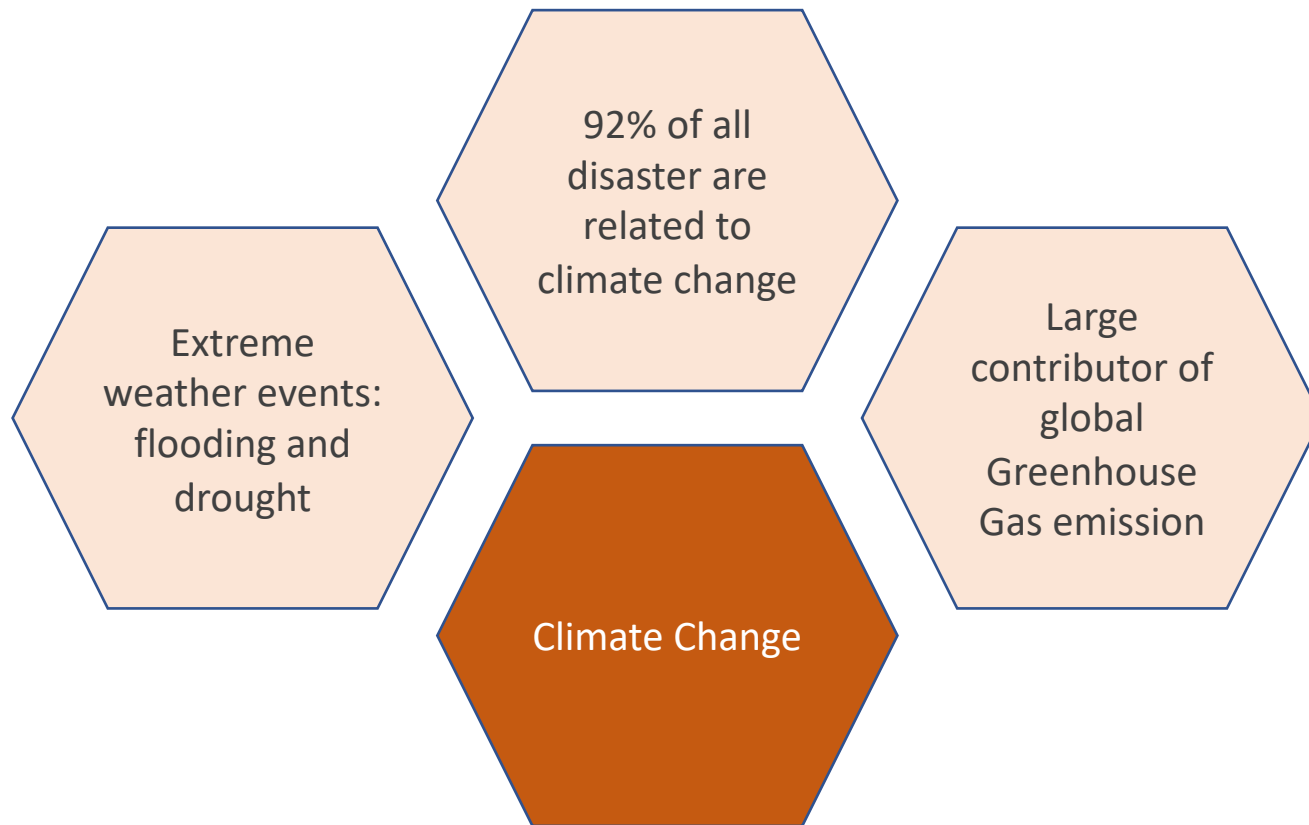 92% of all
disaster are
related to
climate change
Extreme
weather events:
flooding and
drought
Large
contributor of
global
Greenhouse
Gas emission
Climate Change